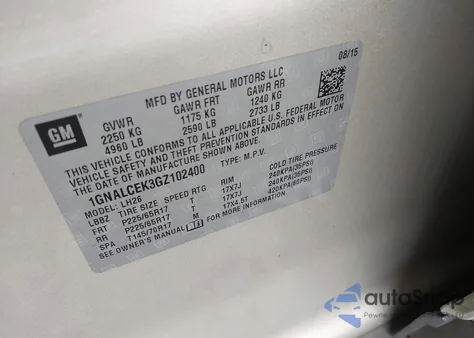 GM
08/15
MFD BY GENERAL MOTORS LLC
GVWR GAWR FRT GAWR RR
2250 KG 1175 KG 1240 KG
4960 LB 2590 LB 2733 LB
THIS VEHICLE CONFORMS TO ALL APPLICABLE U.S. FEDERAL MOTOR
VEHICLE SAFETY AND THEFT PREVENTION STANDARDS IN EFFECT ON
THE DATE OF MANUFACTURE SHOWN ABOVE.
1GNALCEK3GZ102400 TYPE: M.P.V.
MODEL: LH26
LBBZ TIRE SIZE SPEED RTG RIM COLD TIRE PRESSURE
FRT P225/65R17 T 17X7J 240KPA(35PSI)
RR P225/65R17 T 17X7J 240KPA(35PSI)
SPA T145/70R17 M 17X4.5T 420KPA(60PSI)
SEE OWNER'S MANUAL
autoSnap